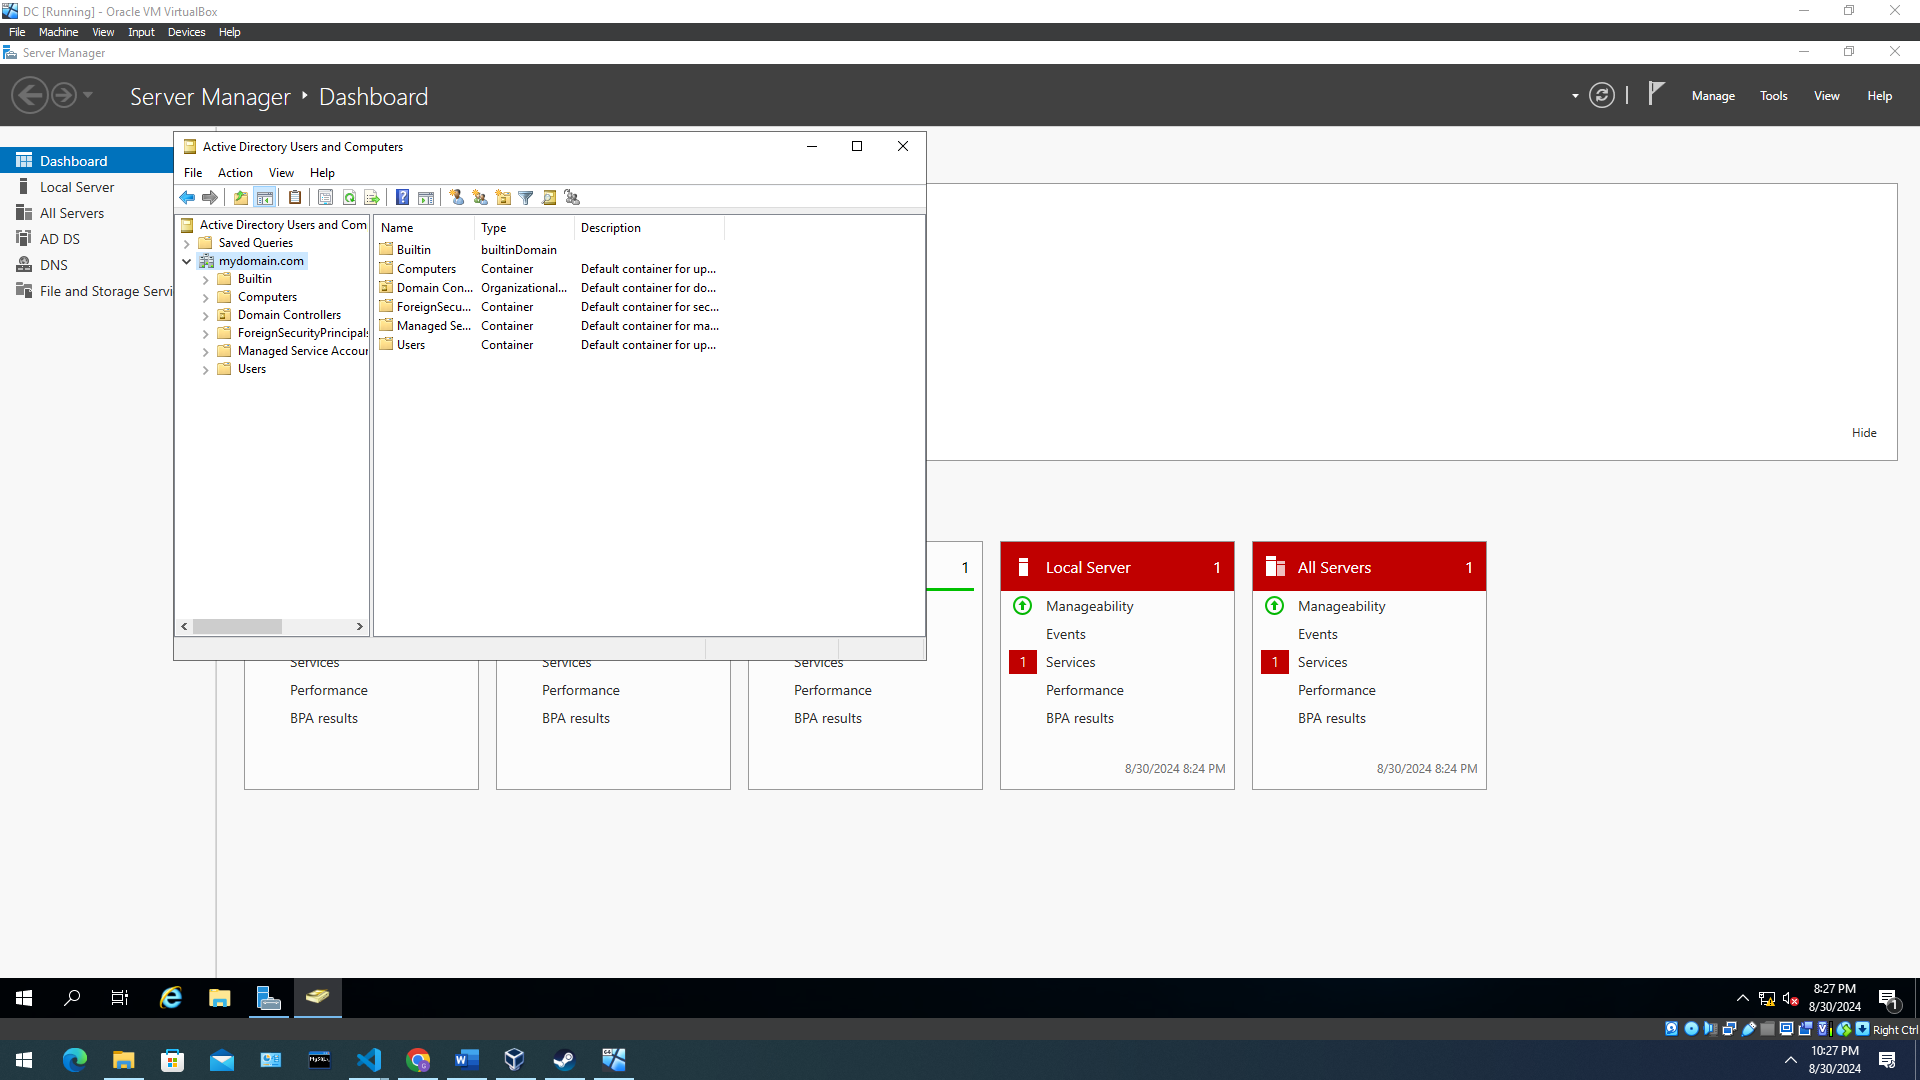 DC [Running] - Oracle VM VirtualBox
File Machine View Input Devices Help
Server Manager
Server Manager ‣ Dashboard
Manage Tools View Help
Dashboard
Local Server
All Servers
AD DS
DNS
File and Storage Servi
Active Directory Users and Computers
File Action View Help
Active Directory Users and Com
Saved Queries
mydomain.com
Builtin
Computers
Domain Controllers
ForeignSecurityPrincipals
Managed Service Accour
Users
Name Type Description
Builtin builtinDomain
Computers Container Default container for up...
Domain Con... Organizational... Default container for do...
ForeignSecu... Container Default container for sec...
Managed Se... Container Default container for ma...
Users Container Default container for up...
Hide
1
Local Server 1
All Servers 1
Manageability
Manageability
Events
Events
Services
Services
Services
1 Services
1 Services
Performance
Performance
Performance
Performance
Performance
BPA results
BPA results
BPA results
BPA results
BPA results
8/30/2024 8:24 PM
8/30/2024 8:24 PM
8:27 PM
8/30/2024
1
Right Ctrl
MySQL
10:27 PM
8/30/2024